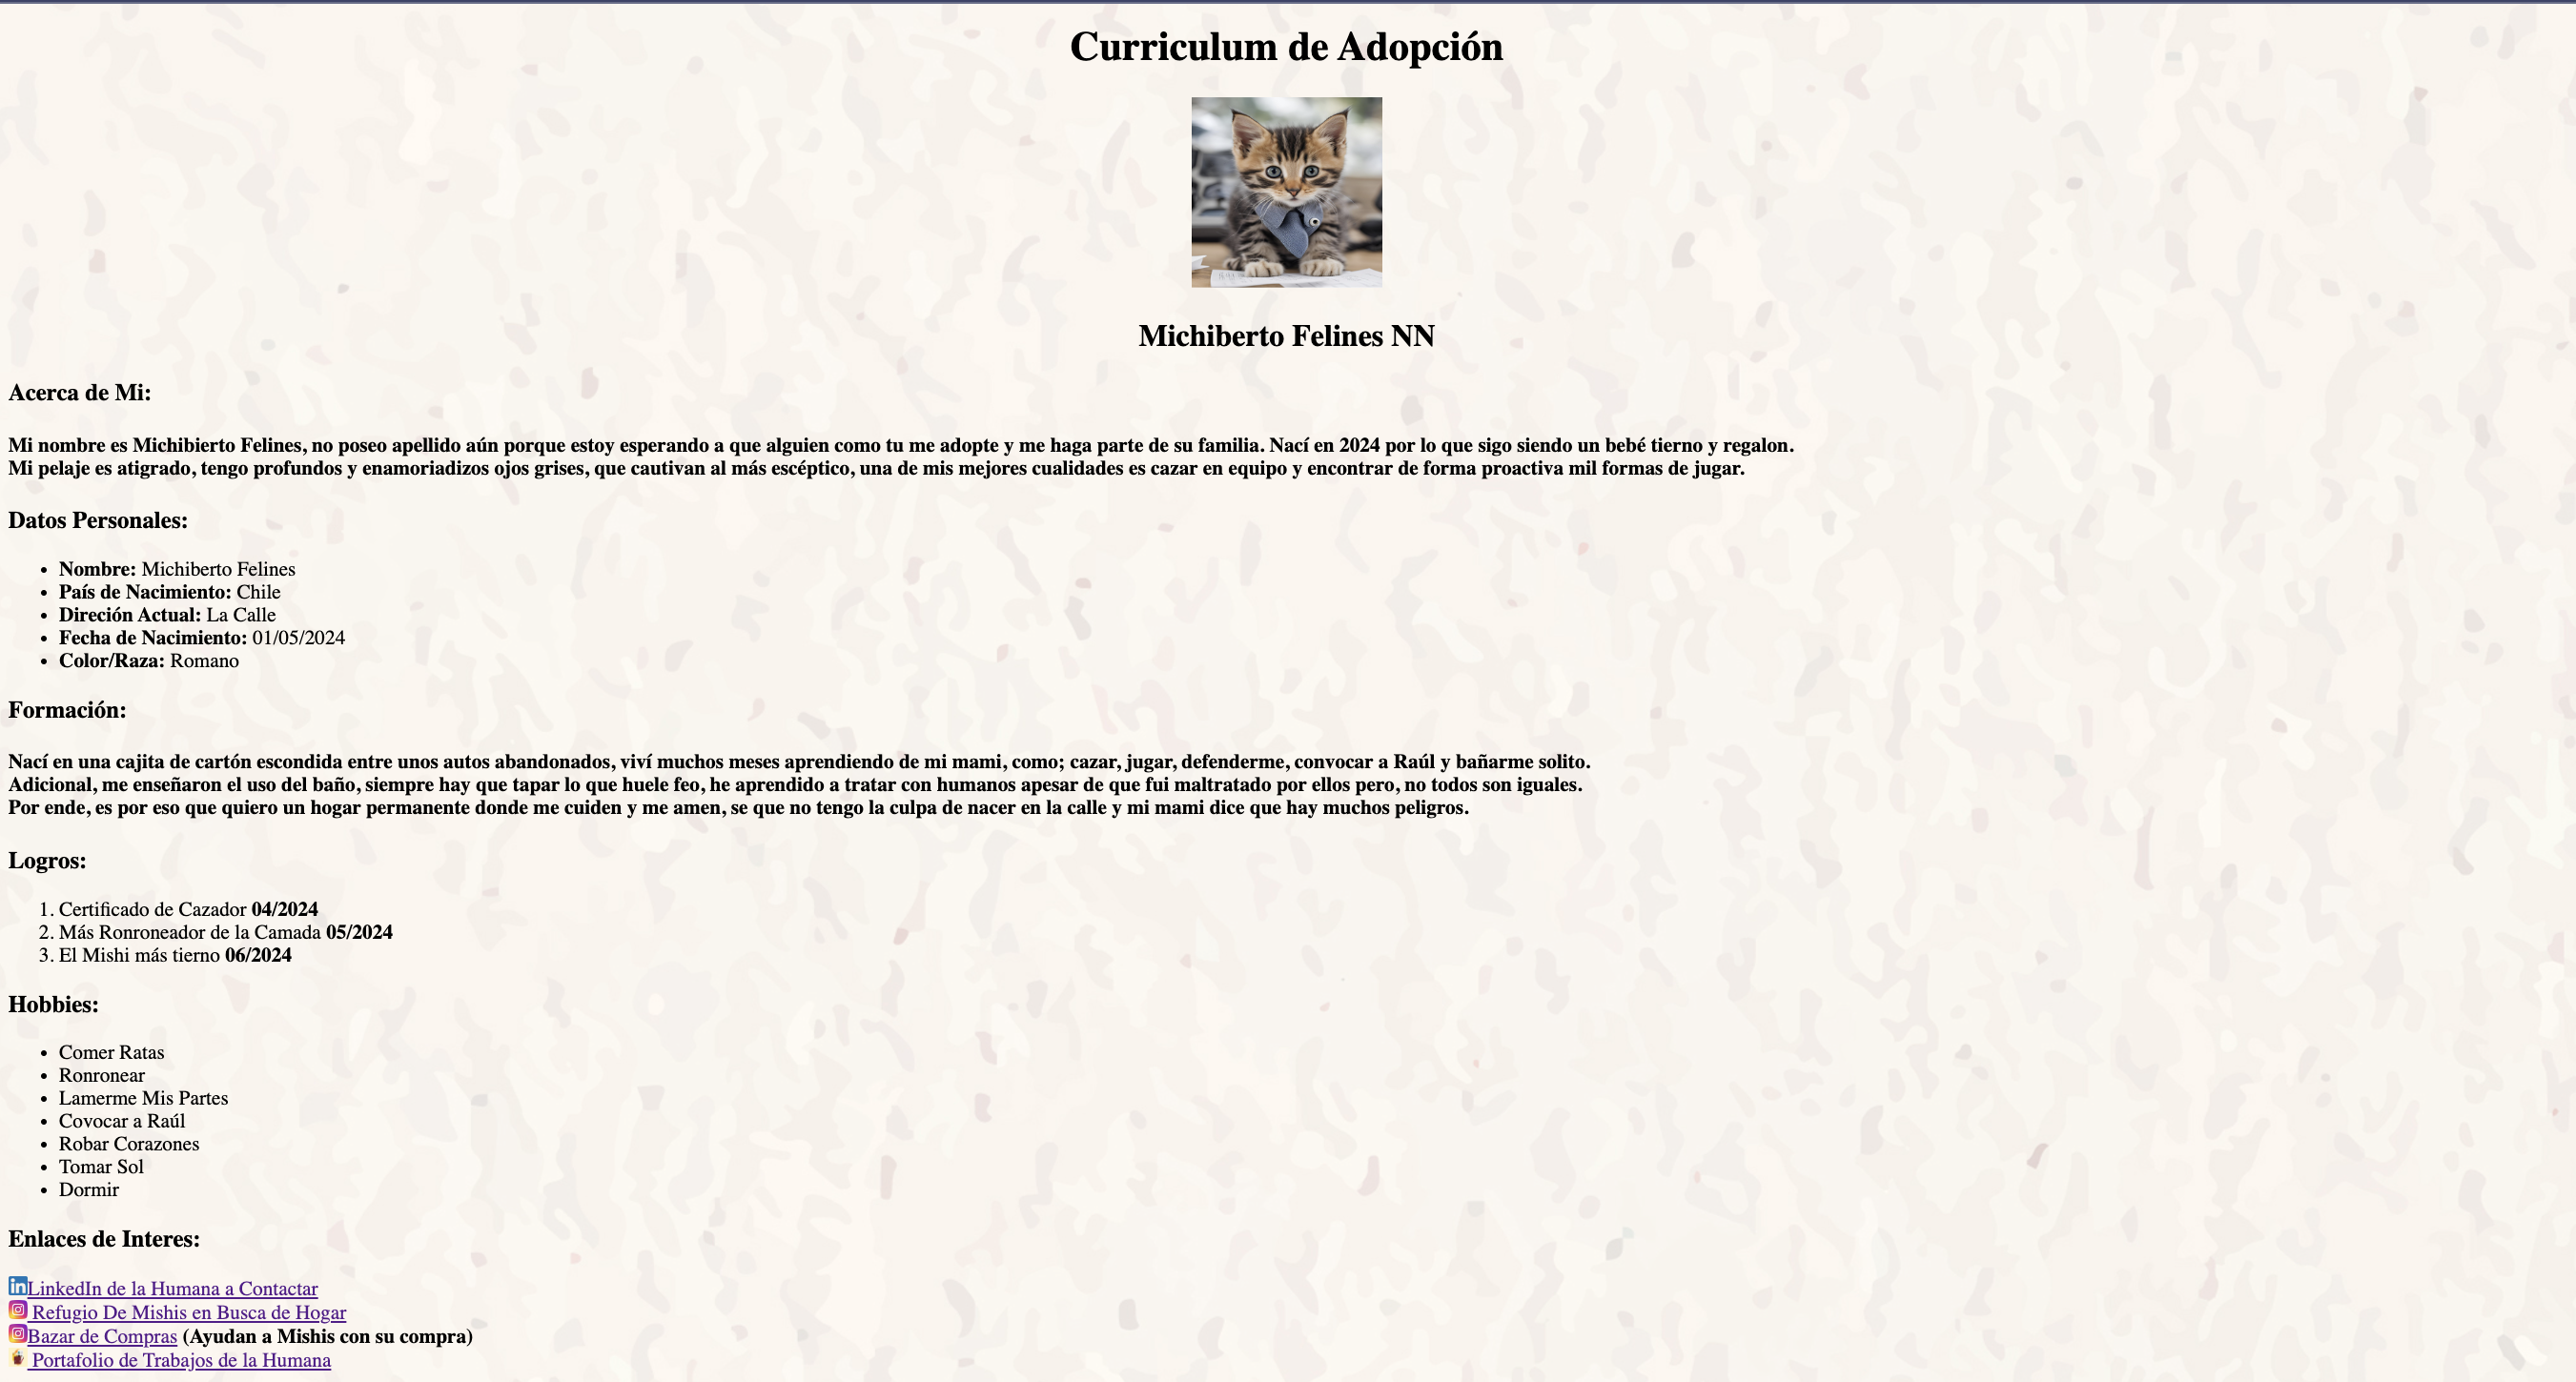 Curriculum de Adopción
Michiberto Felines NN
Acerca de Mi:
Mi nombre es Michibierto Felines, no poseo apellido aún porque estoy esperando a que alguien como tu me adopte y me haga parte de su familia. Nací en 2024 por lo que sigo siendo un bebé tierno y regalon.
Mi pelaje es atigrado, tengo profundos y enamoriadizos ojos grises, que cautivan al más escéptico, una de mis mejores cualidades es cazar en equipo y encontrar de forma proactiva mil formas de jugar.
Datos Personales:
• Nombre: Michiberto Felines
• País de Nacimiento: Chile
• Direción Actual: La Calle
• Fecha de Nacimiento: 01/05/2024
• Color/Raza: Romano
Formación:
Nací en una cajita de cartón escondida entre unos autos abandonados, viví muchos meses aprendiendo de mi mami, como; cazar, jugar, defenderme, convocar a Raúl y bañarme solito.
Adicional, me enseñaron el uso del baño, siempre hay que tapar lo que huele feo, he aprendido a tratar con humanos apesar de que fui maltratado por ellos pero, no todos son iguales.
Por ende, es por eso que quiero un hogar permanente donde me cuiden y me amen, se que no tengo la culpa de nacer en la calle y mi mami dice que hay muchos peligros.
Logros:
1. Certificado de Cazador 04/2024
2. Más Ronroneador de la Camada 05/2024
3. El Mishi más tierno 06/2024
Hobbies:
• Comer Ratas
• Ronronear
• Lamerme Mis Partes
• Covocar a Raúl
• Robar Corazones
• Tomar Sol
• Dormir
Enlaces de Interes:
in LinkedIn de la Humana a Contactar
Refugio De Mishis en Busca de Hogar
Bazar de Compras (Ayudan a Mishis con su compra)
Portafolio de Trabajos de la Humana